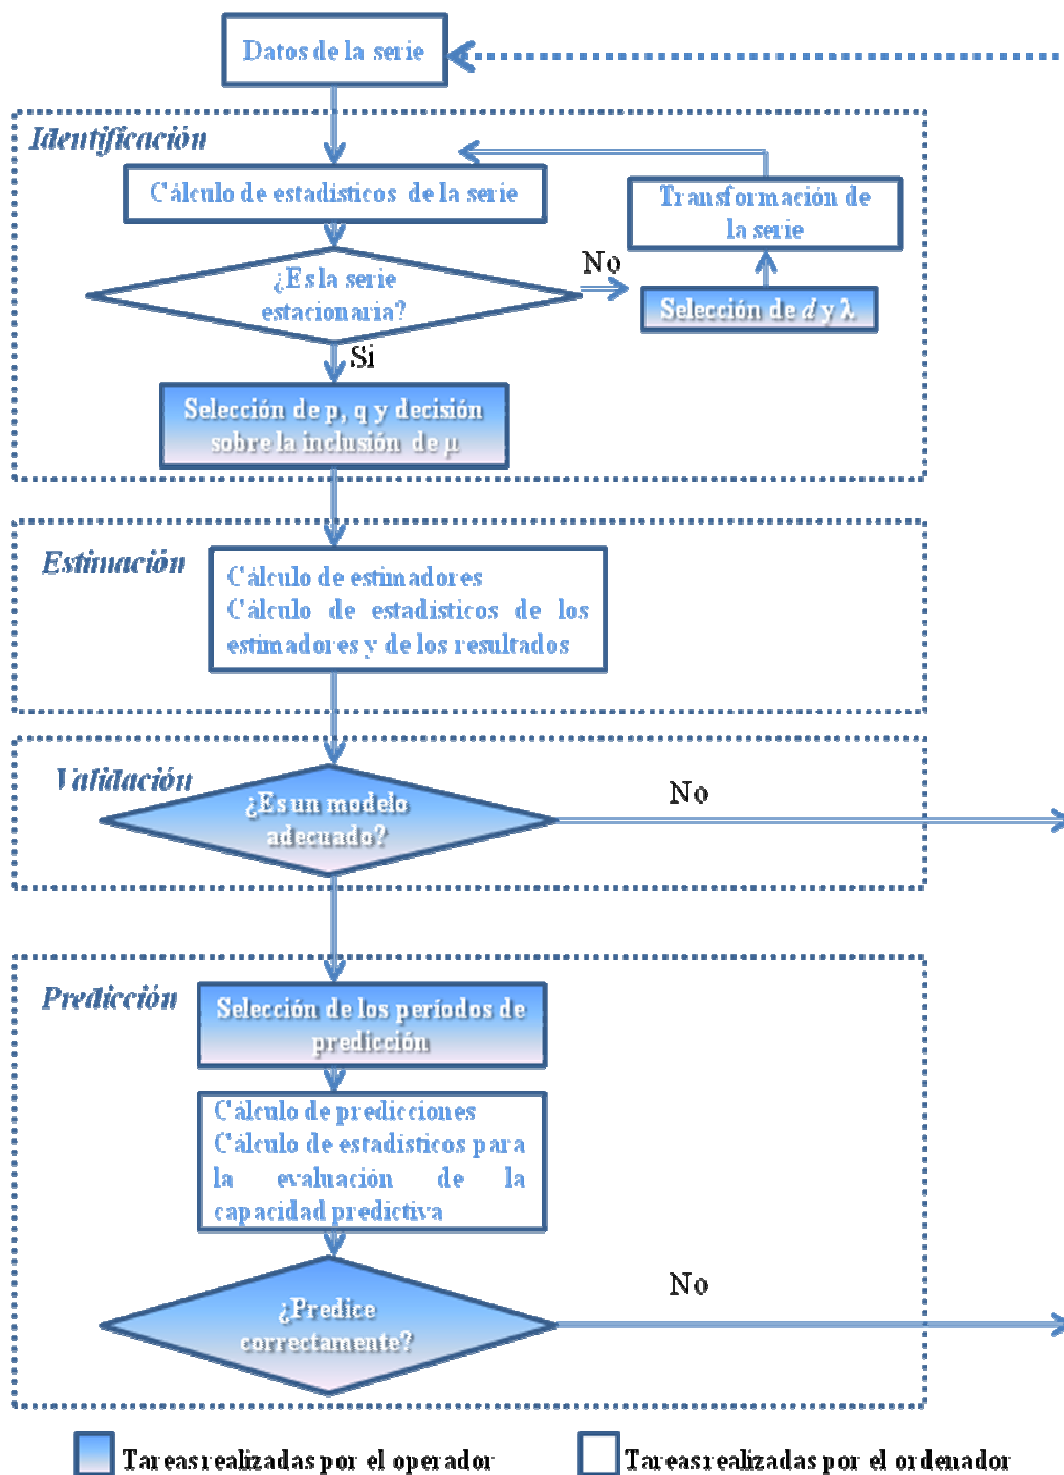 Datos de la serie
Identificación
Cálculo de estadísticos de la serie
Transformación de
la serie
¿Es la serie
estacionaria?
No
Selección de d y λ
Si
Selección de p, q y decisión
sobre la inclusión de μ
Estimación
Cálculo de estimadores
Cálculo de estadísticos de los
estimadores y de los resultados
Validación
¿Es un modelo
adecuado?
No
Predicción
Selección de los períodos de
predicción
Cálculo de predicciones
Cálculo de estadísticos para
la evaluación de la
capacidad predictiva
¿Predice
correctamente?
No
Tareas realizadas por el operador
Tareas realizadas por el ordenador